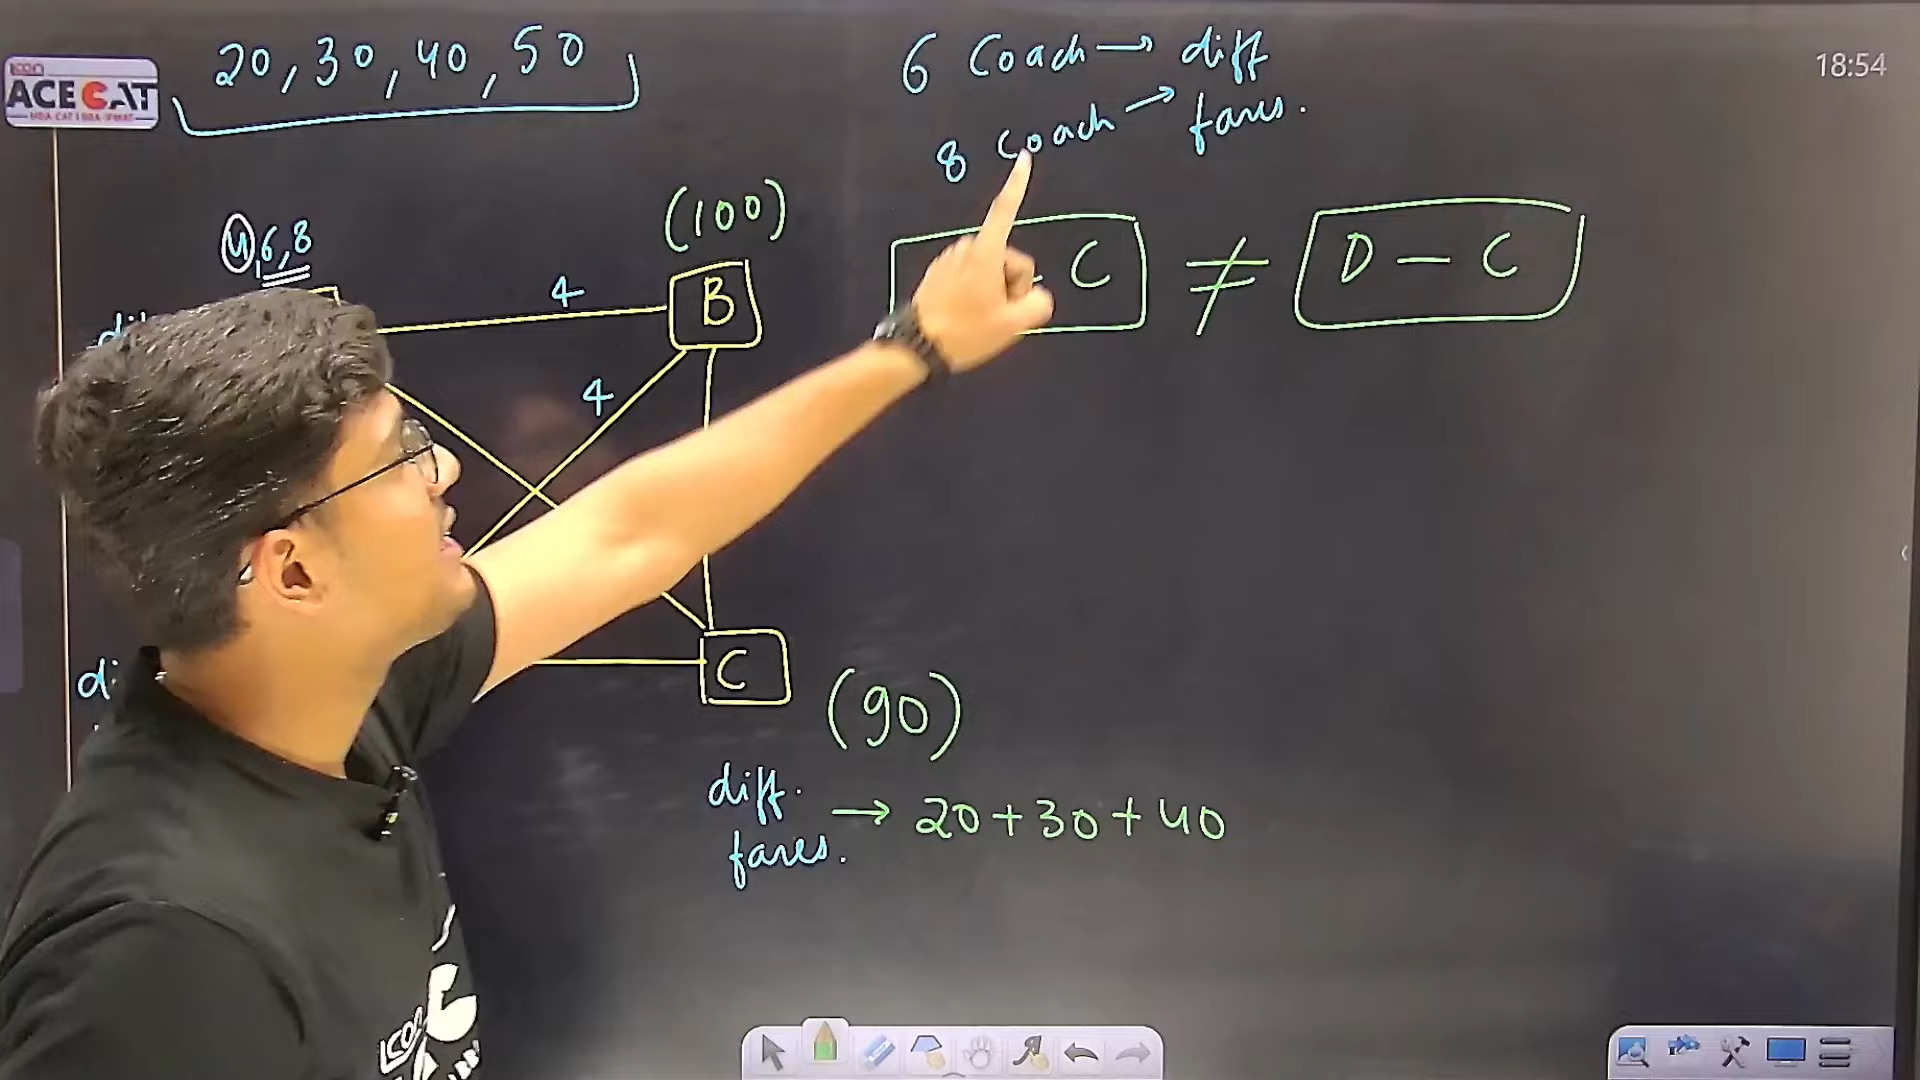 20, 30, 40, 50
6 Coach → diff
8 Coach → fares.
18:54
ACE CAT
(100)
4, 6, 8
4
B
C ≠ D — C
4
C
(90)
diff.
fares. → 20+30+40